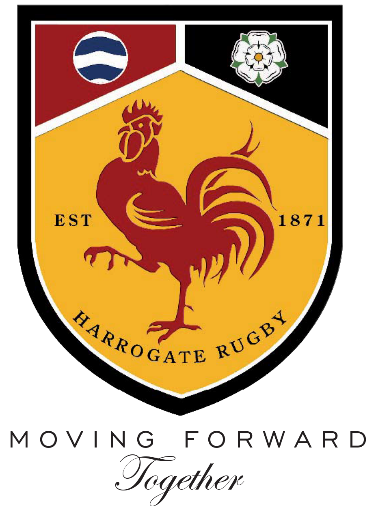 EST 1871
HARROGATE RUGBY
MOVING FORWARD
Together